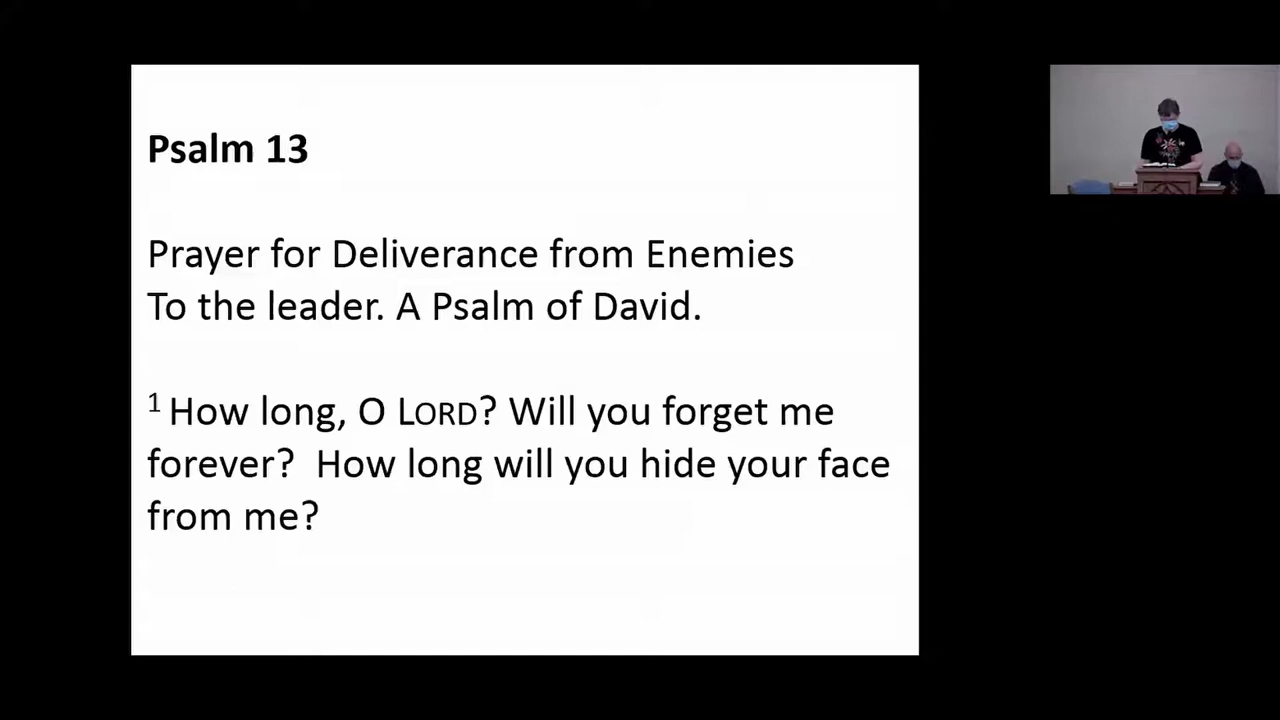 Psalm 13
Prayer for Deliverance from Enemies
To the leader. A Psalm of David.
1 How long, O LORD? Will you forget me
forever?  How long will you hide your face
from me?